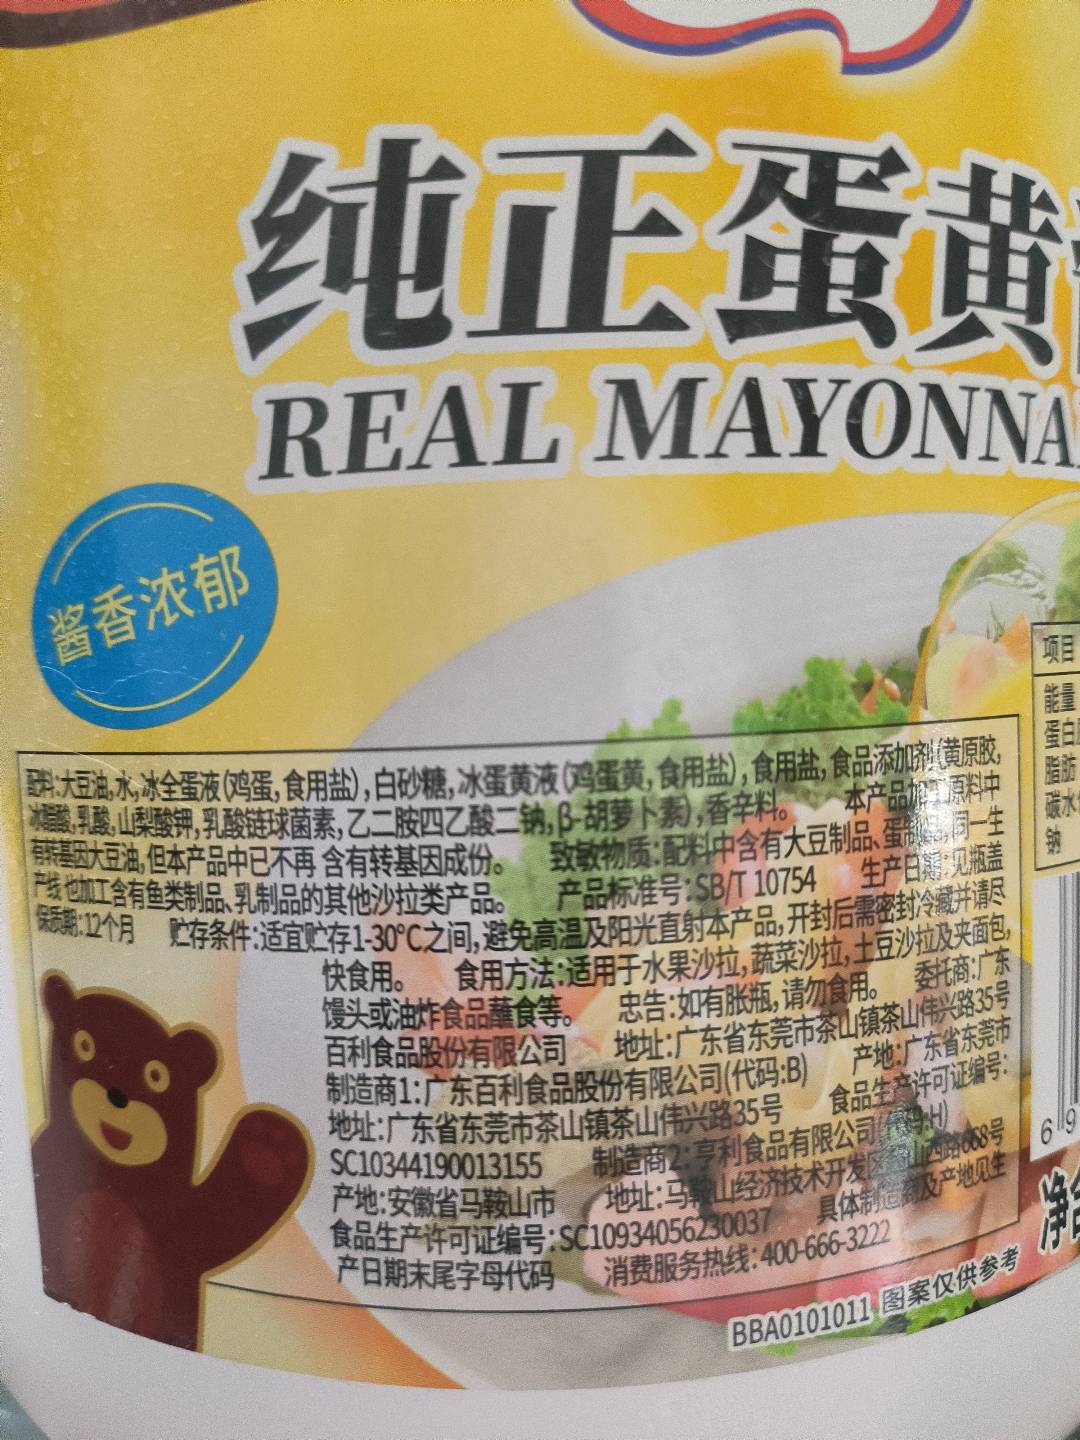 纯正蛋黄
REAL MAYONNA
酱香浓郁
配料:大豆油,水,冰全蛋液(鸡蛋,食用盐),白砂糖,冰蛋黄液(鸡蛋黄,食用盐),食用盐,食品添加剂(黄原胶,
冰醋酸,乳酸,山梨酸钾,乳酸链球菌素,乙二胺四乙酸二钠,β-胡萝卜素),香辛料。 本产品加工原料中
有转基因大豆油,但本产品中已不再含有转基因成份。 致敏物质:配料中含有大豆制品、蛋制品,同一生
产线也加工含有鱼类制品、乳制品的其他沙拉类产品。 产品标准号:SB/T 10754 生产日期:见瓶盖
保质期:12个月 贮存条件:适宜贮存1-30°C之间,避免高温及阳光直射本产品,开封后需密封冷藏并请尽
快食用。 食用方法:适用于水果沙拉,蔬菜沙拉,土豆沙拉及夹面包,
馒头或油炸食品蘸食等。 忠告:如有胀瓶,请勿食用。 委托商:广东
百利食品股份有限公司 地址:广东省东莞市茶山镇茶山伟兴路35号
制造商1:广东百利食品股份有限公司(代码:B) 产地:广东省东莞市
地址:广东省东莞市茶山镇茶山伟兴路35号 食品生产许可证编号:
SC10344190013155 制造商2:亨利食品有限公司(代码:H)
产地:安徽省马鞍山市 地址:马鞍山经济技术开发区 山西路668号
食品生产许可证编号:SC10934056230037 具体制造商及产地见生
产日期末尾字母代码 消费服务热线:400-666-3222
BBA0101011 图案仅供参考
项目
能量
蛋白
脂肪
碳水
钠
6 9
净